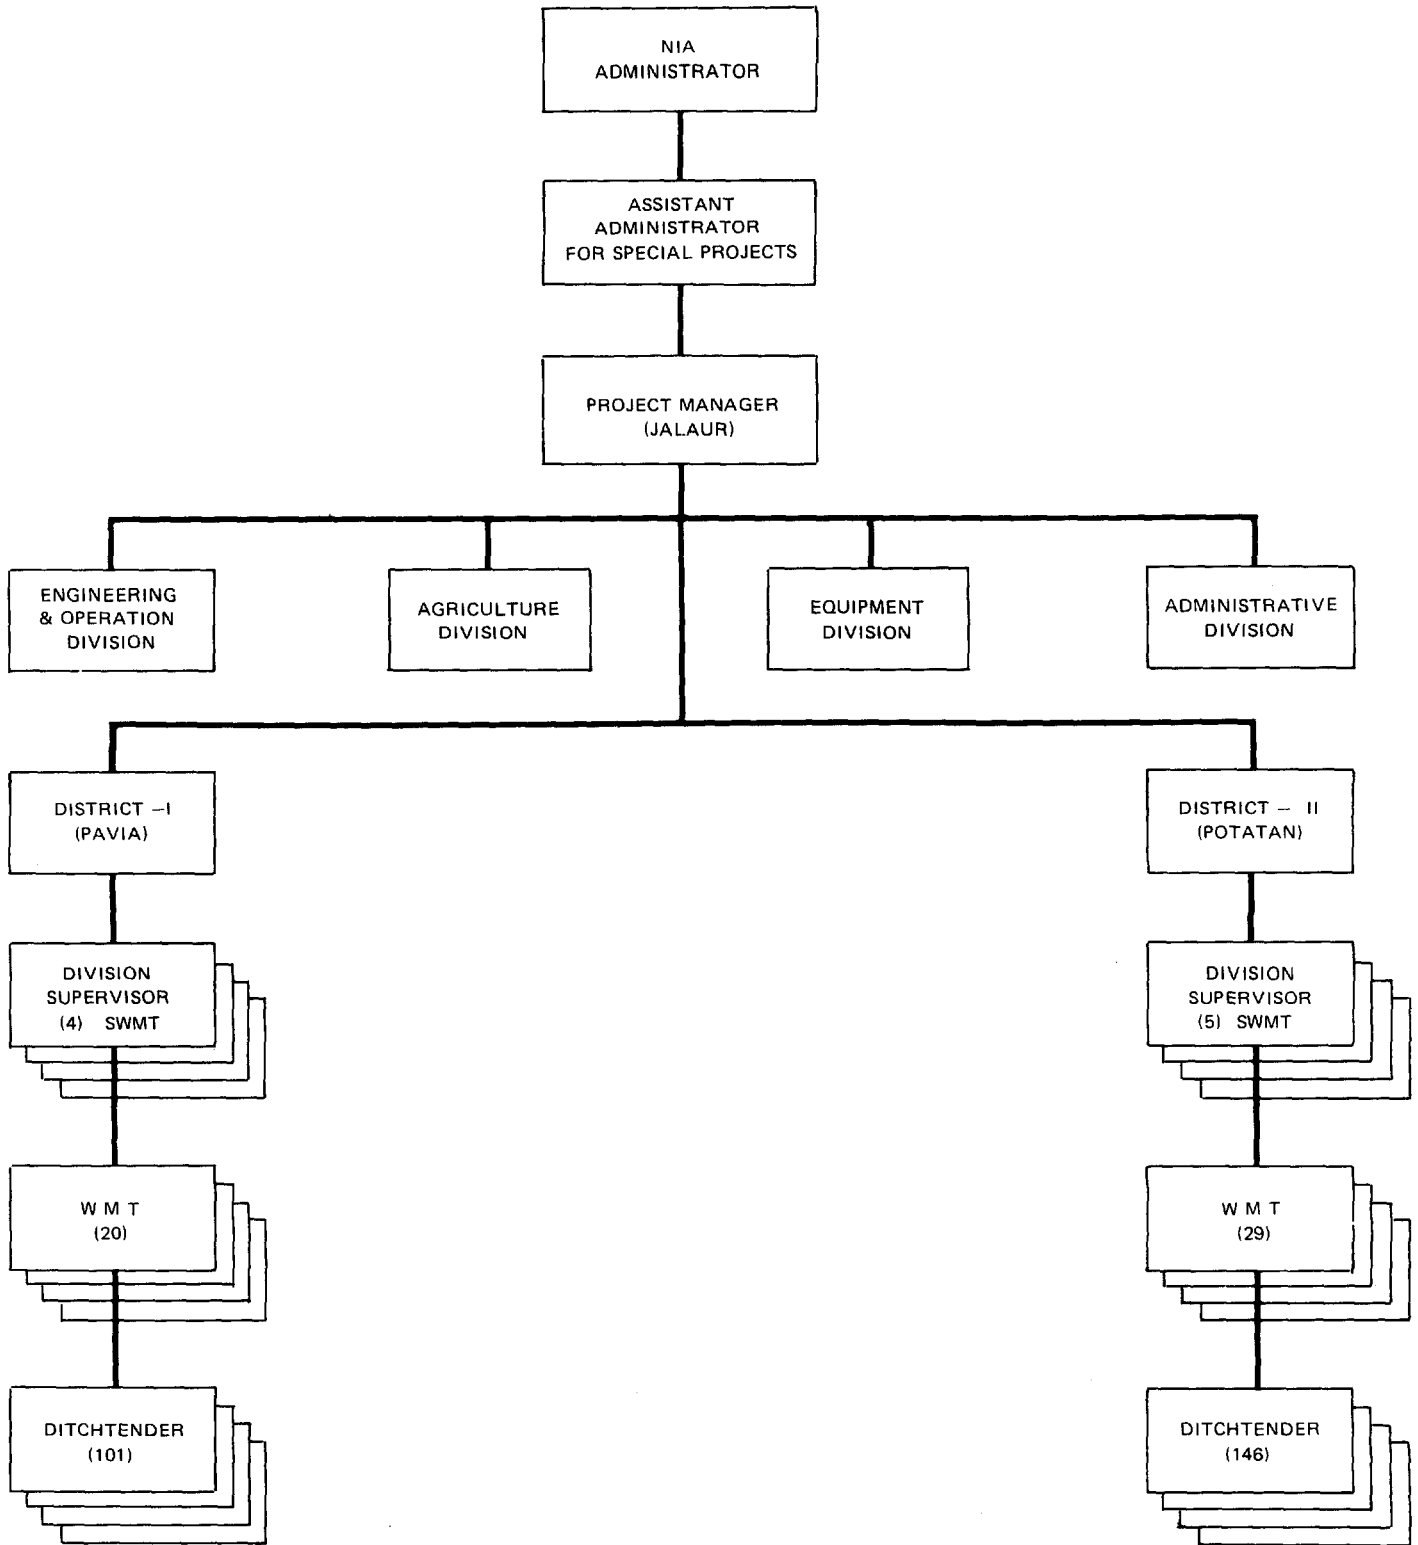 NIA
ADMINISTRATOR
ASSISTANT
ADMINISTRATOR
FOR SPECIAL PROJECTS
PROJECT MANAGER
(JALAUR)
ENGINEERING
& OPERATION
DIVISION
AGRICULTURE
DIVISION
EQUIPMENT
DIVISION
ADMINISTRATIVE
DIVISION
DISTRICT –I
(PAVIA)
DISTRICT – II
(POTATAN)
DIVISION
SUPERVISOR
(4) SWMT
DIVISION
SUPERVISOR
(5) SWMT
W M T
(20)
W M T
(29)
DITCHTENDER
(101)
DITCHTENDER
(146)